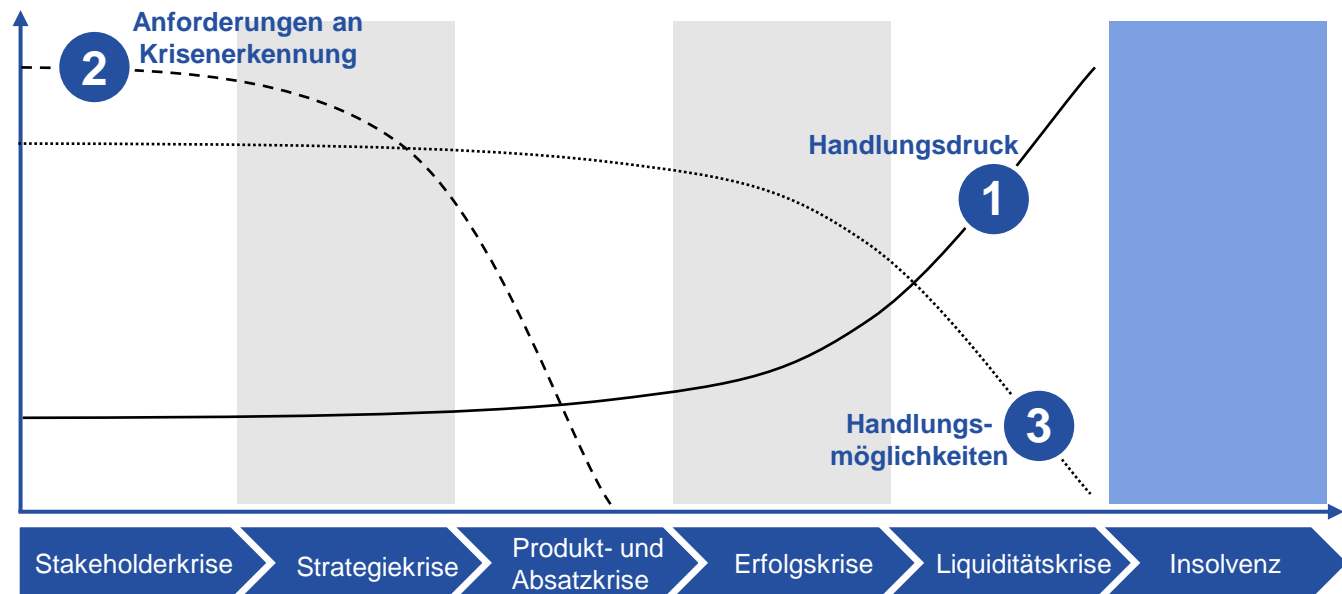 Anforderungen an
Krisenerkennung
2
Handlungsdruck
1
Handlungs-
möglichkeiten
3
Stakeholderkrise
Strategiekrise
Produkt- und
Absatzkrise
Erfolgskrise
Liquiditätskrise
Insolvenz